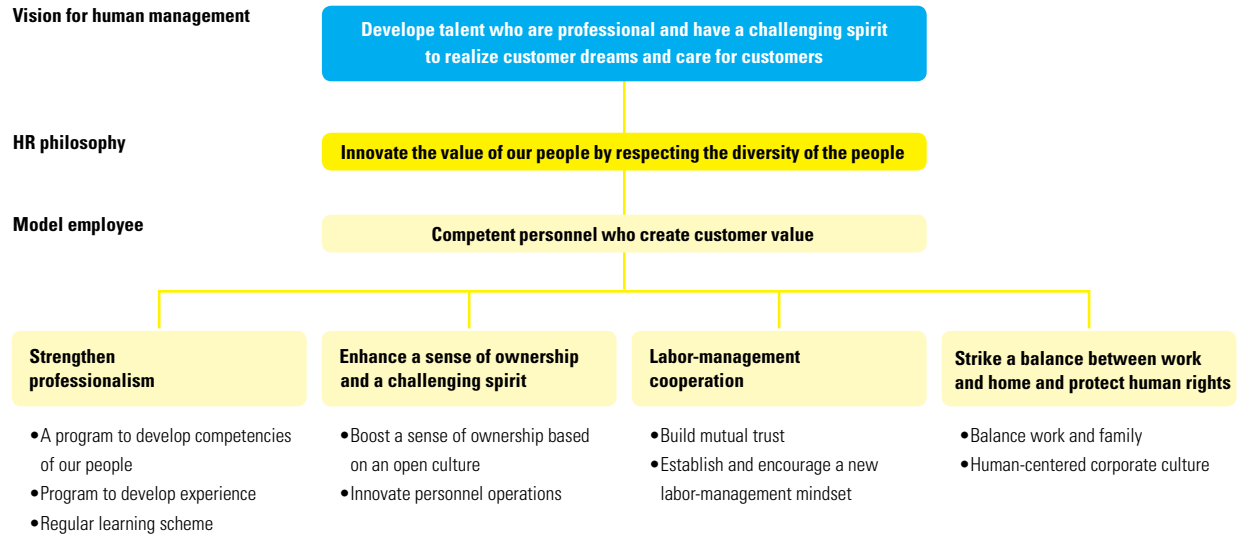 Vision for human management
Develope talent who are professional and have a challenging spirit
to realize customer dreams and care for customers
HR philosophy
Innovate the value of our people by respecting the diversity of the people
Model employee
Competent personnel who create customer value
Strengthen
professionalism
•A program to develop competencies
of our people
•Program to develop experience
•Regular learning scheme
Enhance a sense of ownership
and a challenging spirit
•Boost a sense of ownership based
on an open culture
•Innovate personnel operations
Labor-management
cooperation
•Build mutual trust
•Establish and encourage a new
labor-management mindset
Strike a balance between work
and home and protect human rights
•Balance work and family
•Human-centered corporate culture